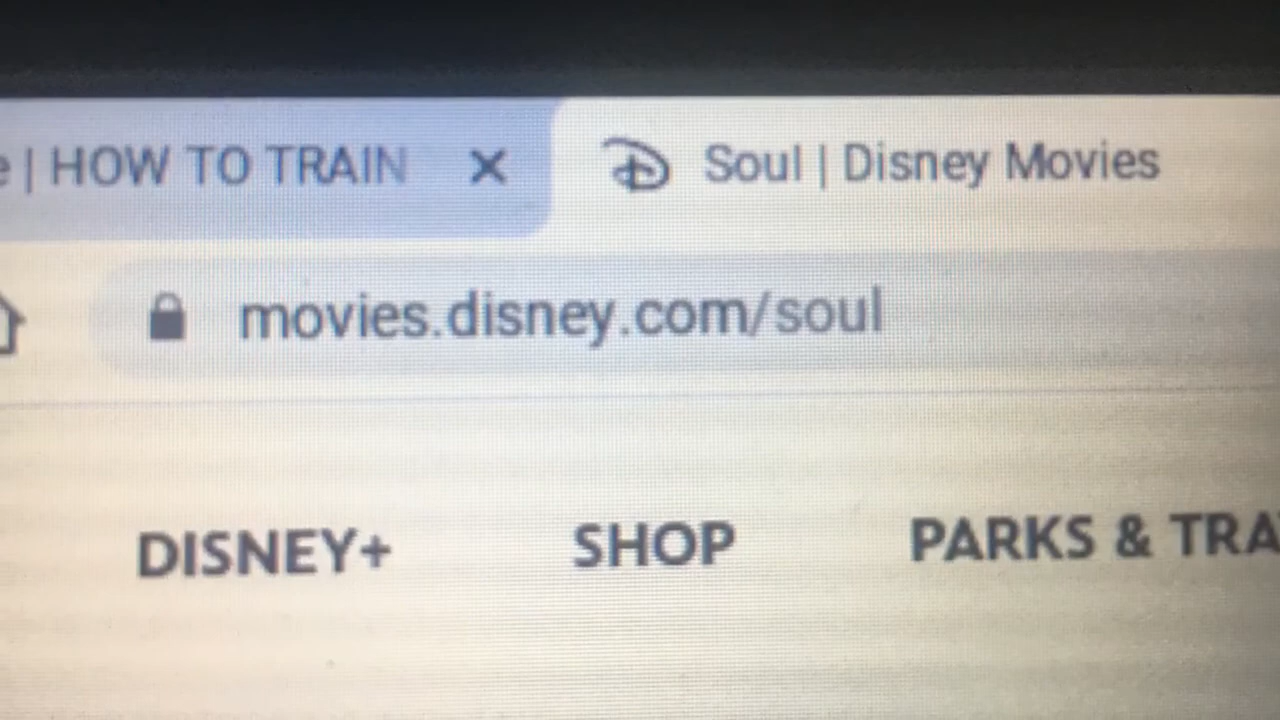 e | HOW TO TRAIN
Soul | Disney Movies
movies.disney.com/soul
DISNEY+ SHOP PARKS & TRA